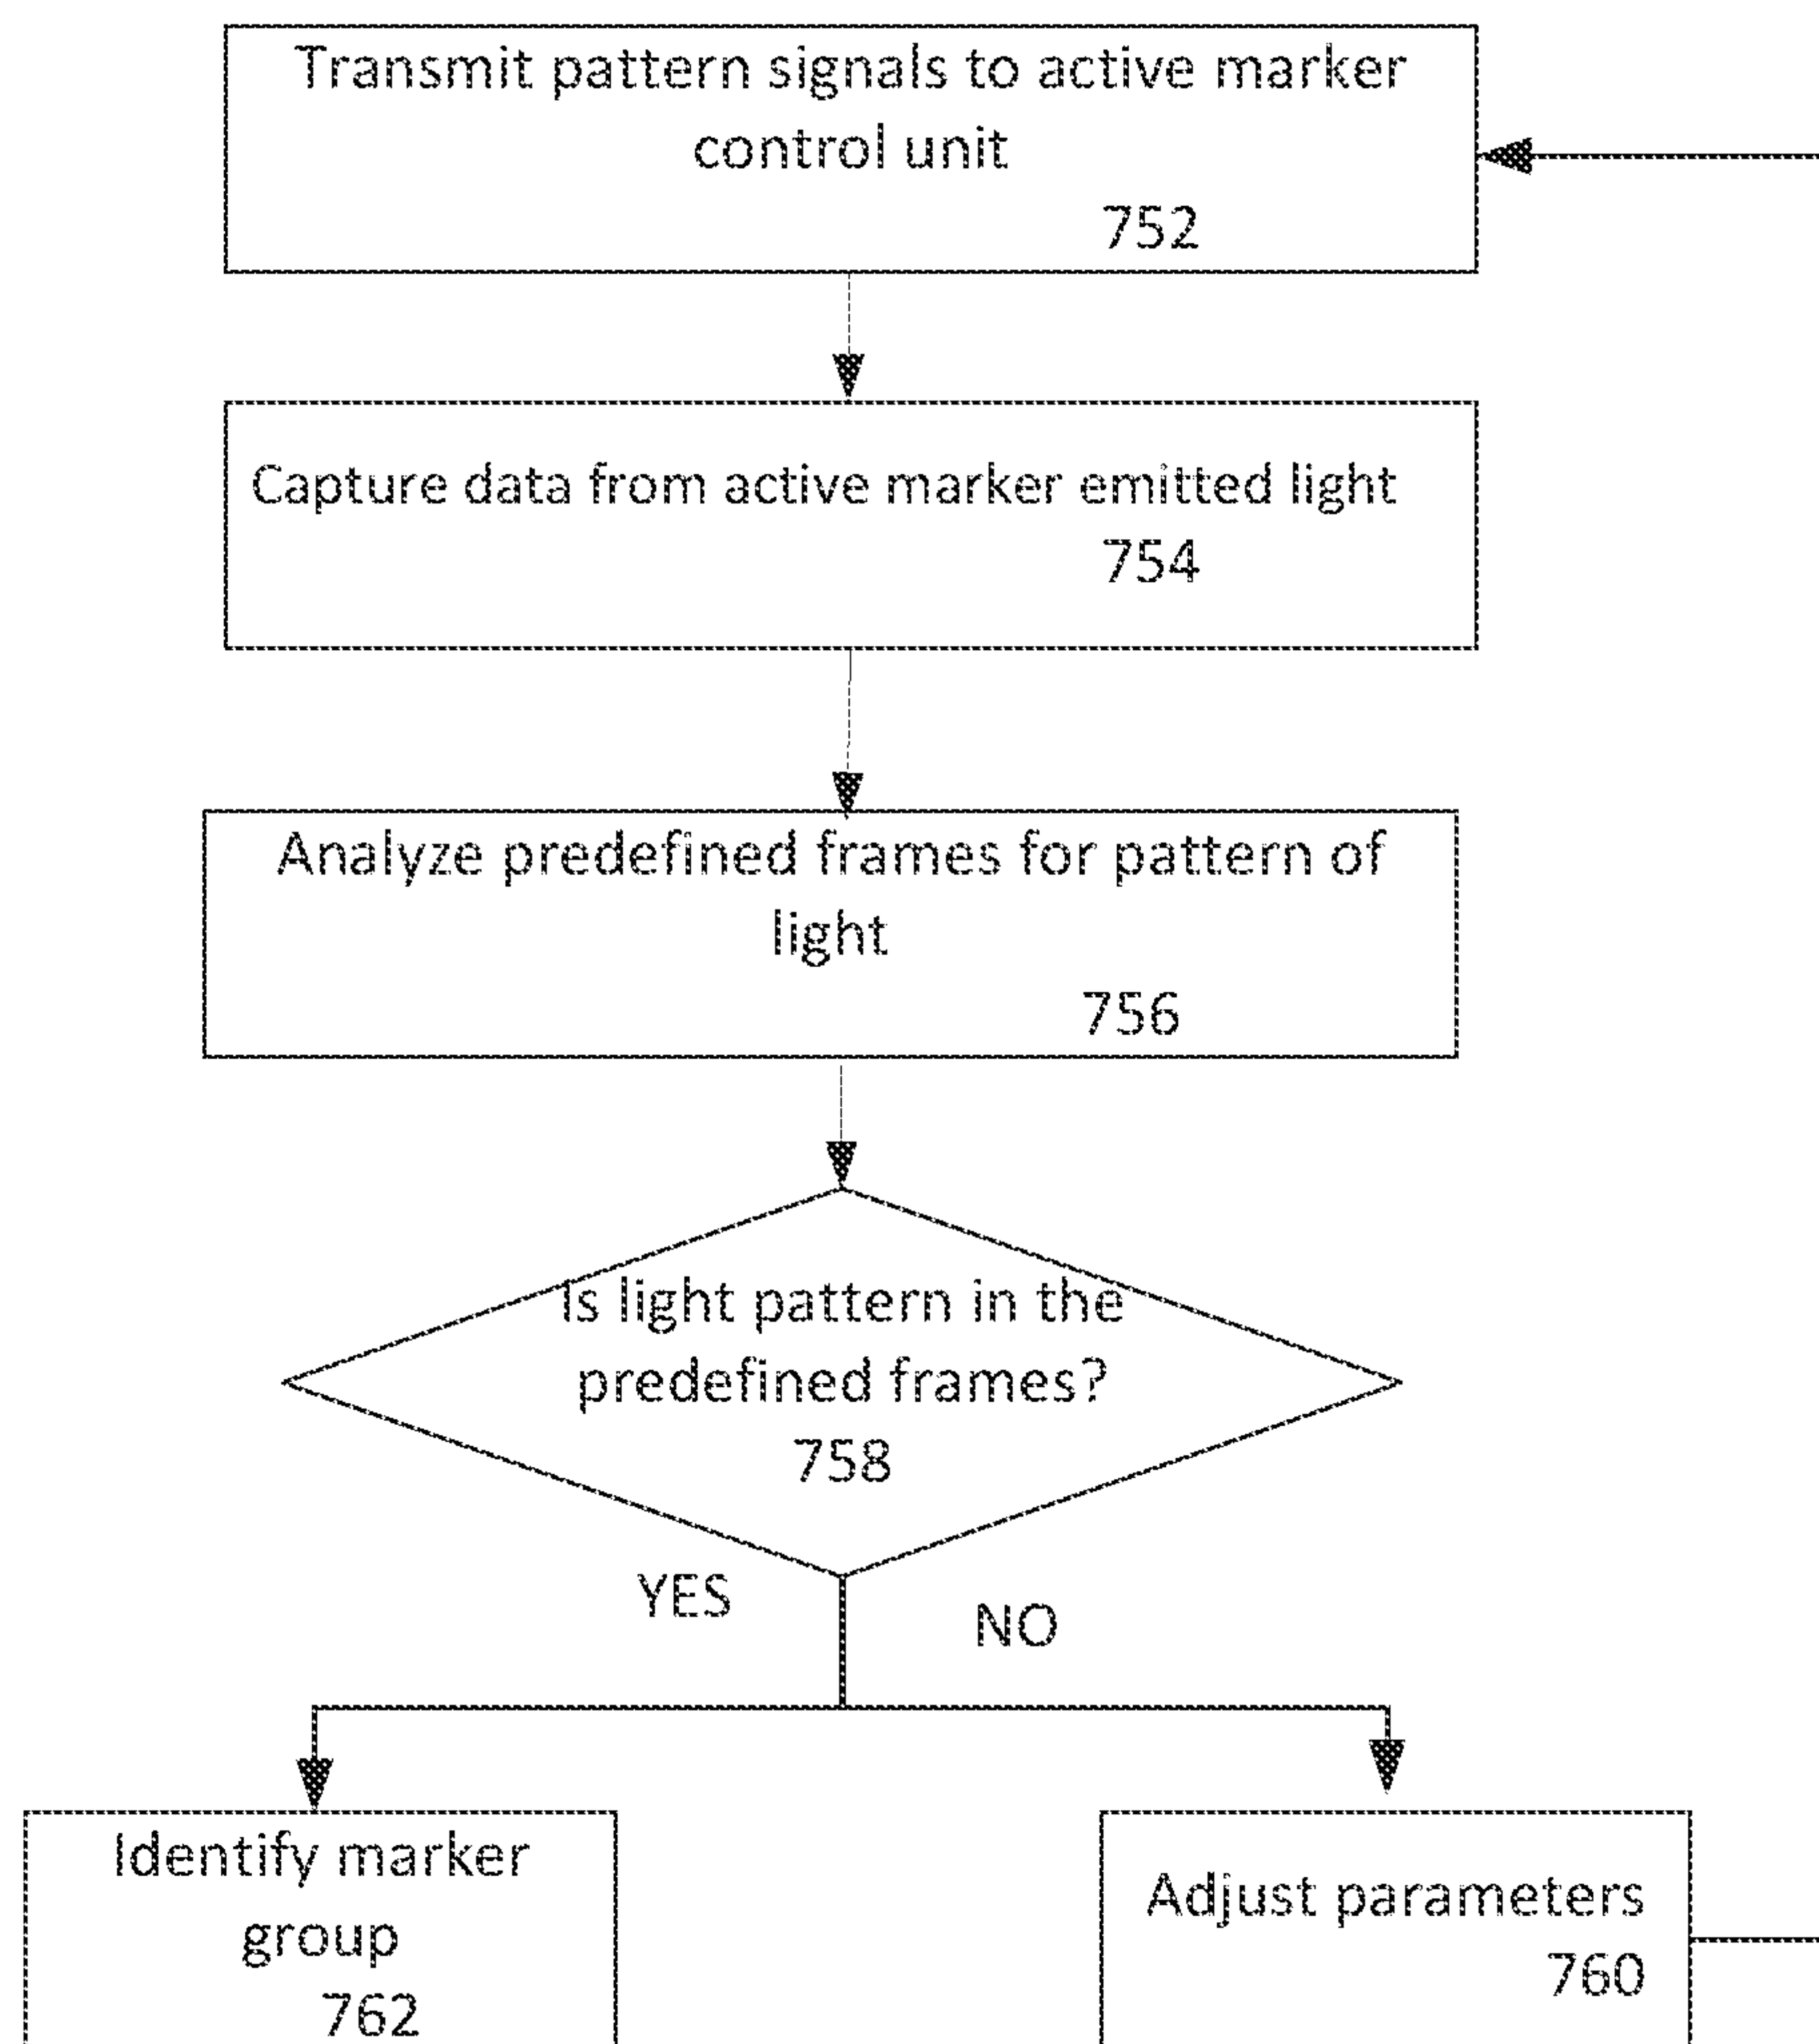 Transmit pattern signals to active marker
control unit
752
Capture data from active marker emitted light
754
Analyze predefined frames for pattern of
light
756
Is light pattern in the
predefined frames?
758
YES
NO
Identify marker
group
762
Adjust parameters
760